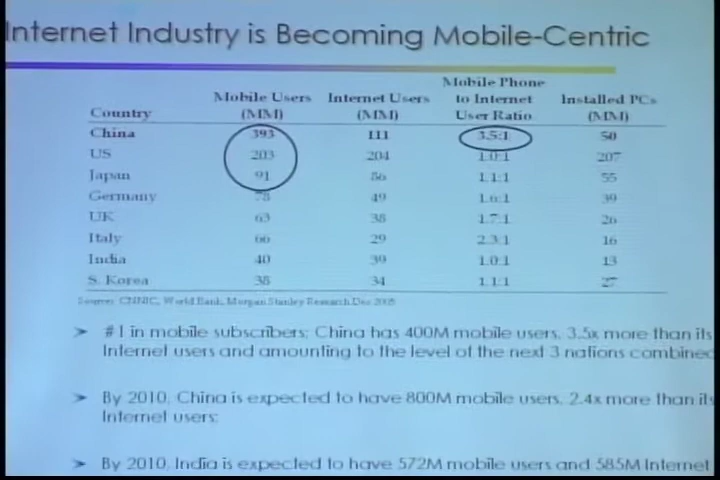 Internet Industry is Becoming Mobile-Centric
Country Mobile Users (MM) Internet Users (MM) Mobile Phone to Internet User Ratio Installed PCs (MM)
China 393 111 3.5:1 50
US 203 204 1.0:1 207
Japan 91 86 1.1:1 55
Germany 78 49 1.6:1 39
UK 63 38 1.7:1 26
Italy 66 29 2.3:1 16
India 40 39 1.0:1 13
S. Korea 38 34 1.1:1 27
Source: CNNIC, World Bank, Morgan Stanley Research Dec 2005
➤ #1 in mobile subscribers: China has 400M mobile users, 3.5x more than its
Internet users and amounting to the level of the next 3 nations combined
➤ By 2010, China is expected to have 800M mobile users, 2.4x more than its
Internet users;
➤ By 2010, India is expected to have 572M mobile users and 585M Internet